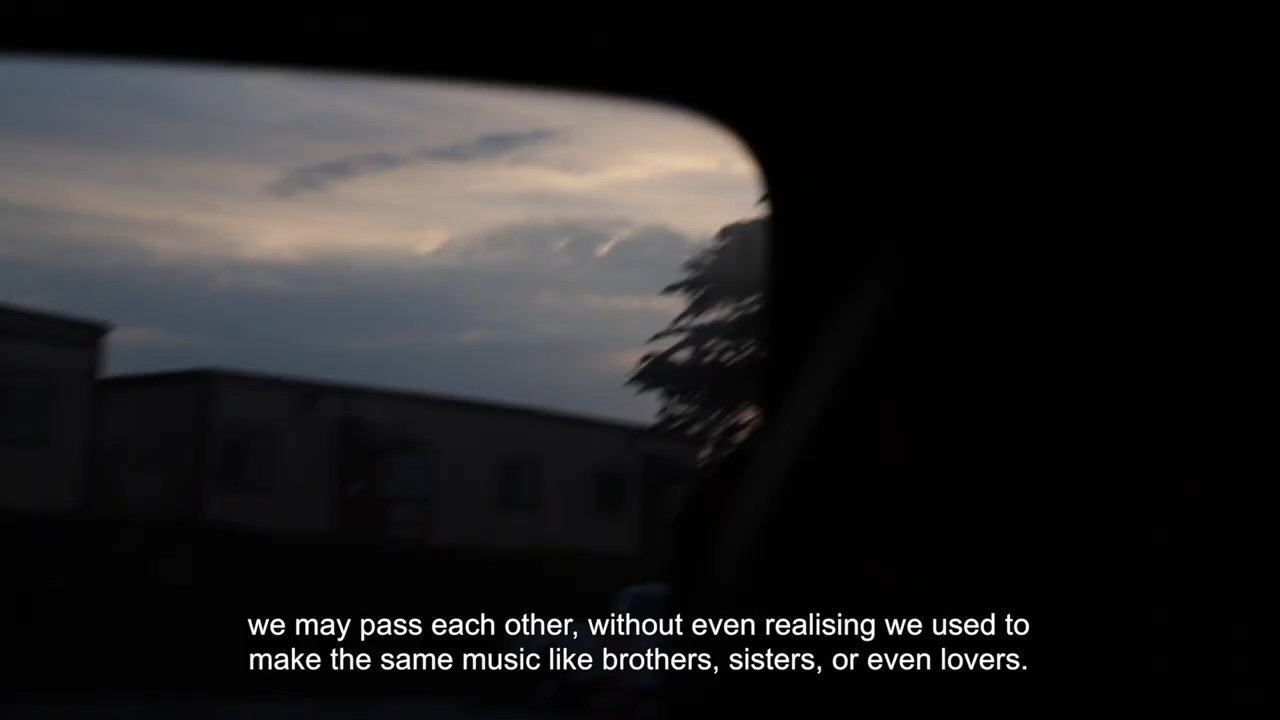 we may pass each other, without even realising we used to
make the same music like brothers, sisters, or even lovers.